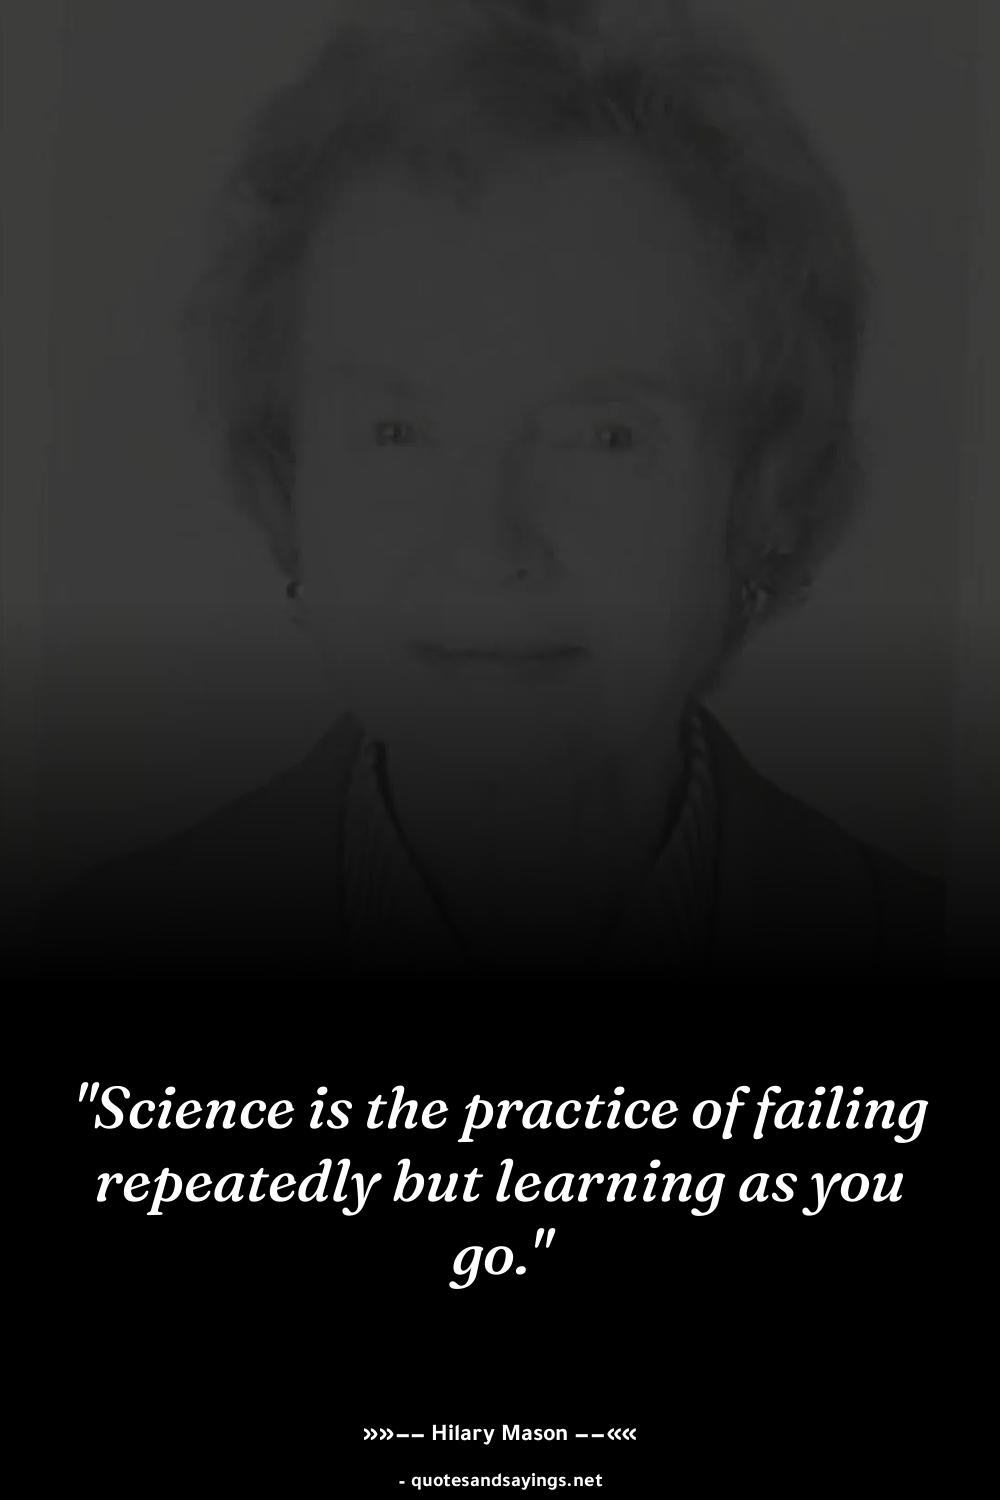 "Science is the practice of failing
repeatedly but learning as you
go."
»»–– Hilary Mason ––««
- quotesandsayings.net